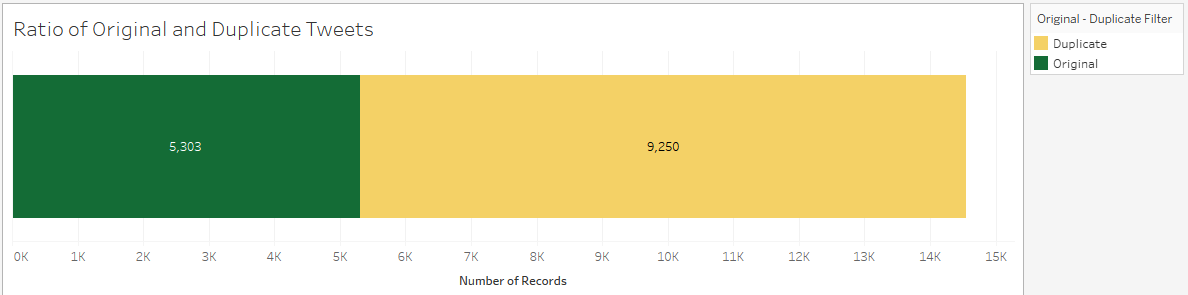 Ratio of Original and Duplicate Tweets
5,303
9,250
0K 1K 2K 3K 4K 5K 6K 7K 8K 9K 10K 11K 12K 13K 14K 15K
Number of Records
Original - Duplicate Filter
Duplicate
Original